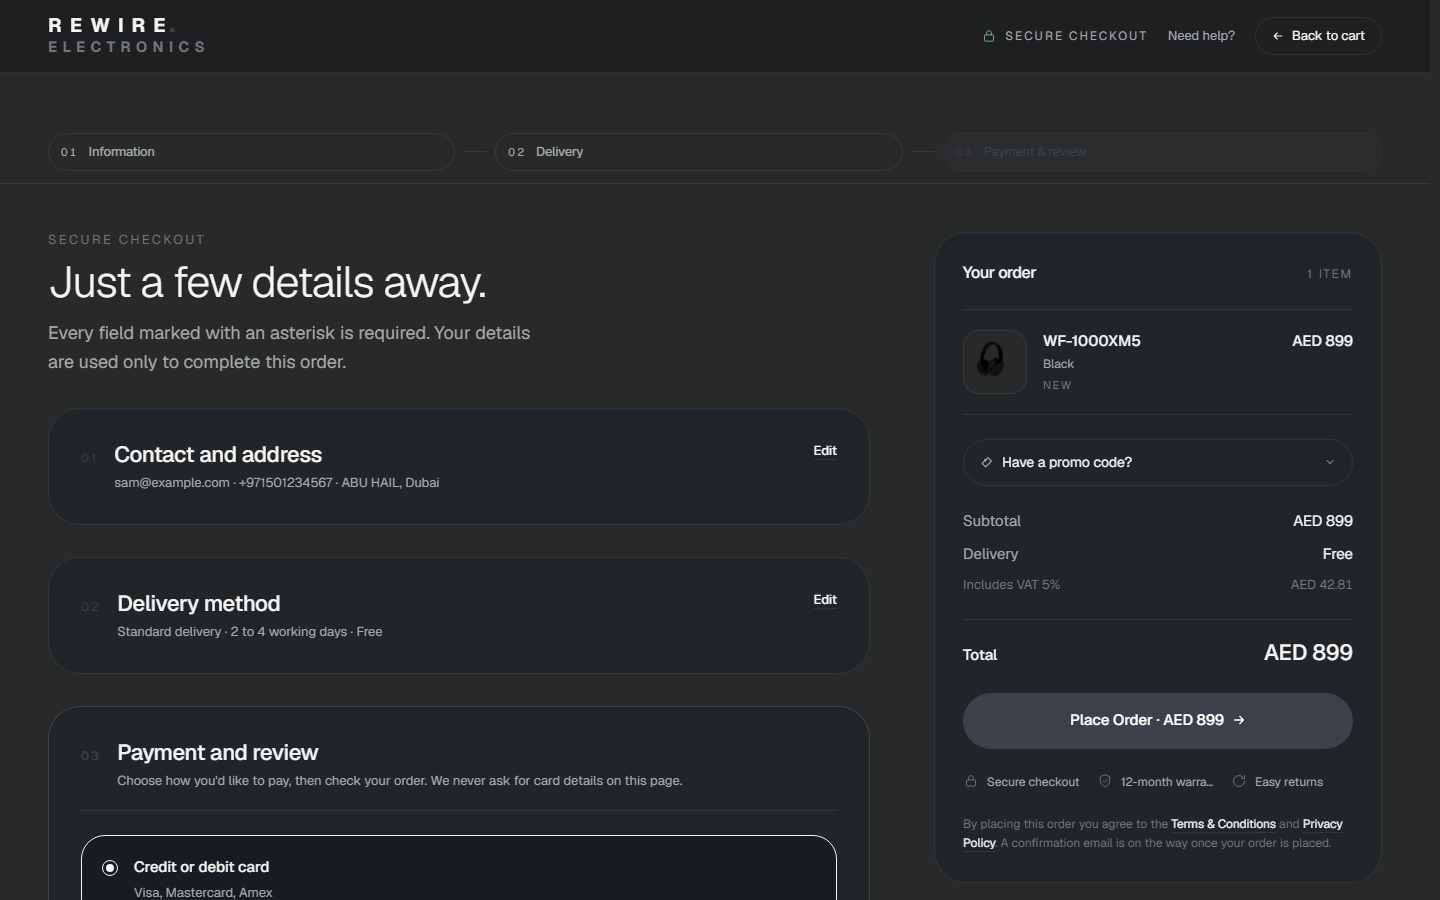 REWIRE.
ELECTRONICS
SECURE CHECKOUT
Need help?
← Back to cart
01 Information
02 Delivery
03 Payment & review
SECURE CHECKOUT
Just a few details away.
Every field marked with an asterisk is required. Your details
are used only to complete this order.
01 Contact and address
Edit
sam@example.com · +971501234567 · ABU HAIL, Dubai
02 Delivery method
Edit
Standard delivery · 2 to 4 working days · Free
03 Payment and review
Choose how you'd like to pay, then check your order. We never ask for card details on this page.
Credit or debit card
Visa, Mastercard, Amex
Your order
1 ITEM
WF-1000XM5
AED 899
Black
NEW
Have a promo code?
Subtotal
AED 899
Delivery
Free
Includes VAT 5%
AED 42.81
Total
AED 899
Place Order · AED 899 →
Secure checkout
12-month warra...
Easy returns
By placing this order you agree to the Terms & Conditions and Privacy
Policy. A confirmation email is on the way once your order is placed.